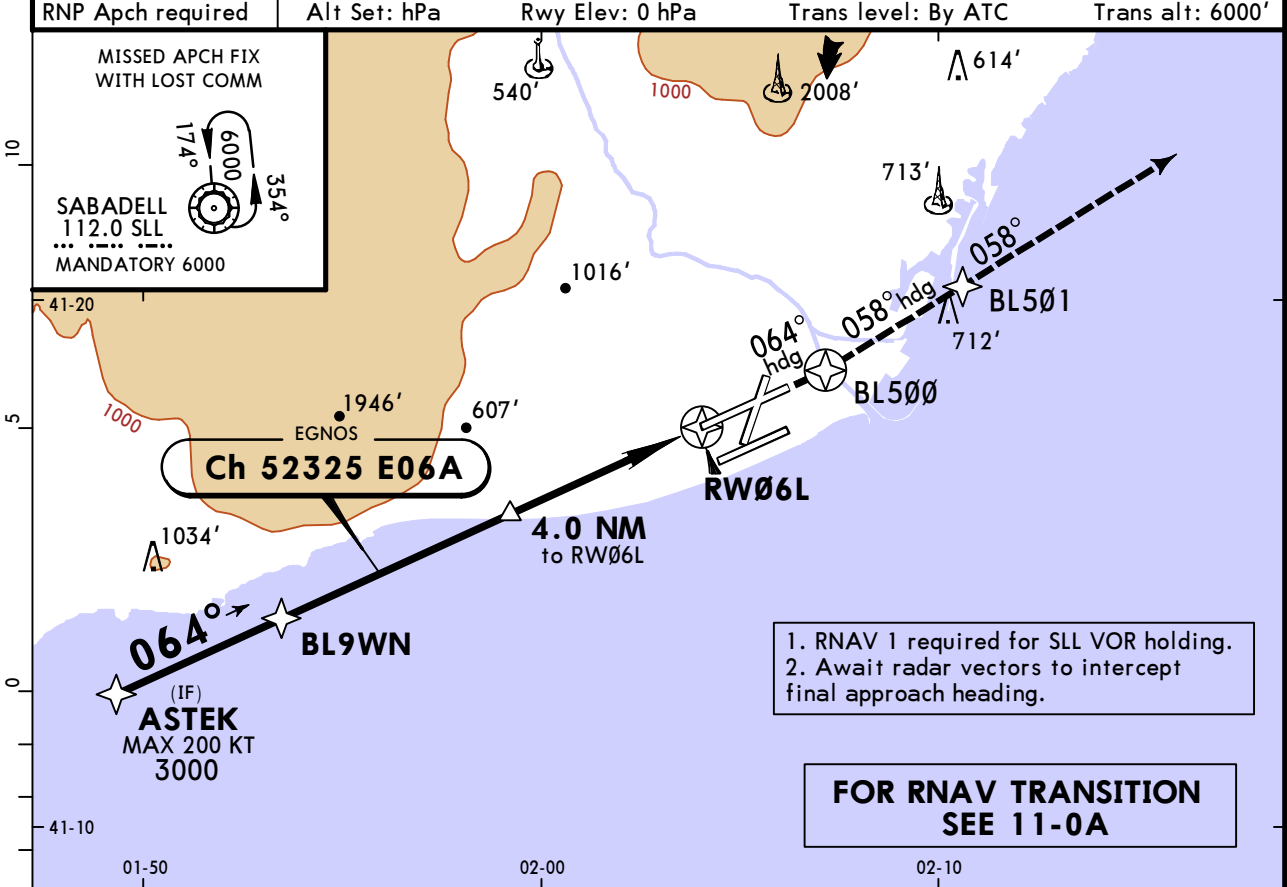 RNP Apch required Alt Set: hPa Rwy Elev: 0 hPa Trans level: By ATC Trans alt: 6000'
MISSED APCH FIX
WITH LOST COMM
174°
6000
354°
SABADELL
112.0 SLL
MANDATORY 6000
540'
1000
2008'
614'
713'
10
1016'
41-20
058°
058° hdg
BL5Ø1
712'
064°
hdg
BL5ØØ
5
1000
1946'
607'
EGNOS
Ch 52325 E06A
RWØ6L
1034'
4.0 NM
to RWØ6L
064°
BL9WN
0
(IF)
ASTEK
MAX 200 KT
3000
1. RNAV 1 required for SLL VOR holding.
2. Await radar vectors to intercept
final approach heading.
FOR RNAV TRANSITION
SEE 11-0A
41-10
01-50 02-00 02-10